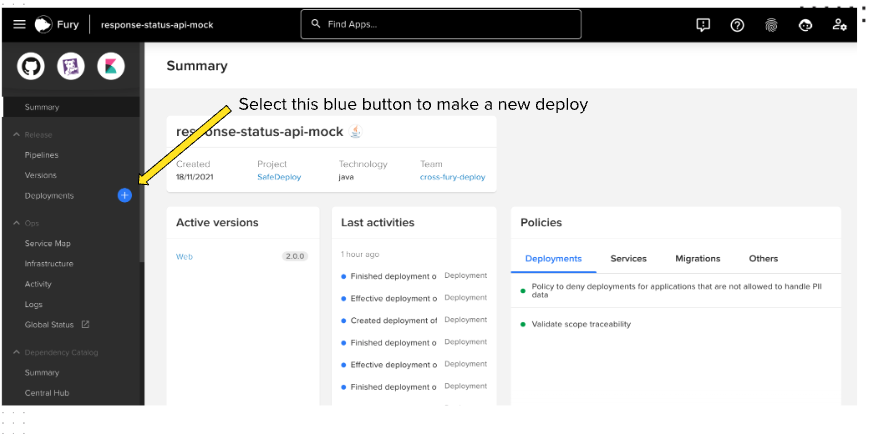 Fury
response-status-api-mock
Find Apps...
Summary
Summary
Select this blue button to make a new deploy
Release
Pipelines
Versions
Deployments
Ops
Service Map
Infrastructure
Activity
Logs
Global Status
Dependency Catalog
Summary
Central Hub
response-status-api-mock
Created
Project
Technology
Team
18/11/2021
SafeDeploy
java
cross-fury-deploy
Active versions
Web
2.0.0
Last activities
1 hour ago
Finished deployment o Deployment
Effective deployment o Deployment
Created deployment of Deployment
Finished deployment o Deployment
Effective deployment o Deployment
Finished deployment o Deployment
Policies
Deployments
Services
Migrations
Others
Policy to deny deployments for applications that are not allowed to handle PII
data
Validate scope traceability